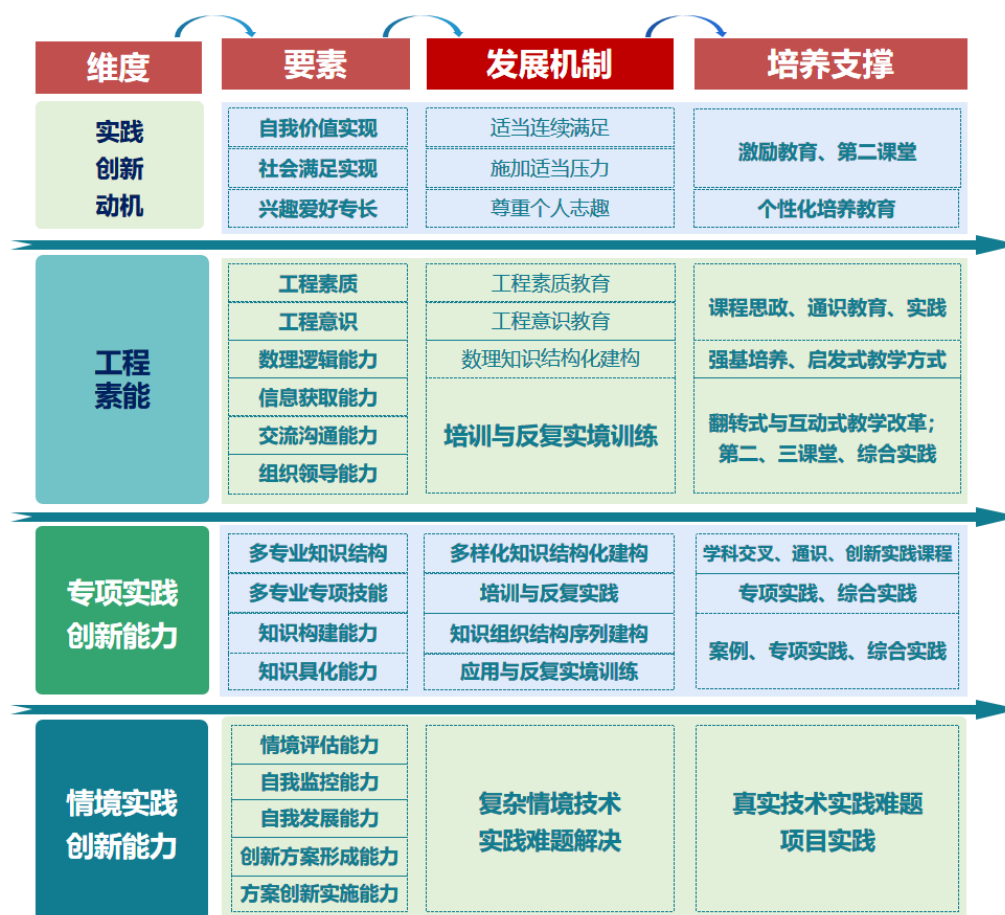 维度
要素
发展机制
培养支撑
实践
创新
动机
自我价值实现
社会满足实现
兴趣爱好专长
适当连续满足
施加适当压力
尊重个人志趣
激励教育、第二课堂
个性化培养教育
工程
素能
工程素质
工程意识
数理逻辑能力
信息获取能力
交流沟通能力
组织领导能力
工程素质教育
工程意识教育
数理知识结构化建构
培训与反复实境训练
课程思政、通识教育、实践
强基培养、启发式教学方式
翻转式与互动式教学改革；
第二、三课堂、综合实践
专项实践
创新能力
多专业知识结构
多专业专项技能
知识构建能力
知识具化能力
多样化知识结构化建构
培训与反复实践
知识组织结构序列建构
应用与反复实境训练
学科交叉、通识、创新实践课程
专项实践、综合实践
案例、专项实践、综合实践
情境实践
创新能力
情境评估能力
自我监控能力
自我发展能力
创新方案形成能力
方案创新实施能力
复杂情境技术
实践难题解决
真实技术实践难题
项目实践